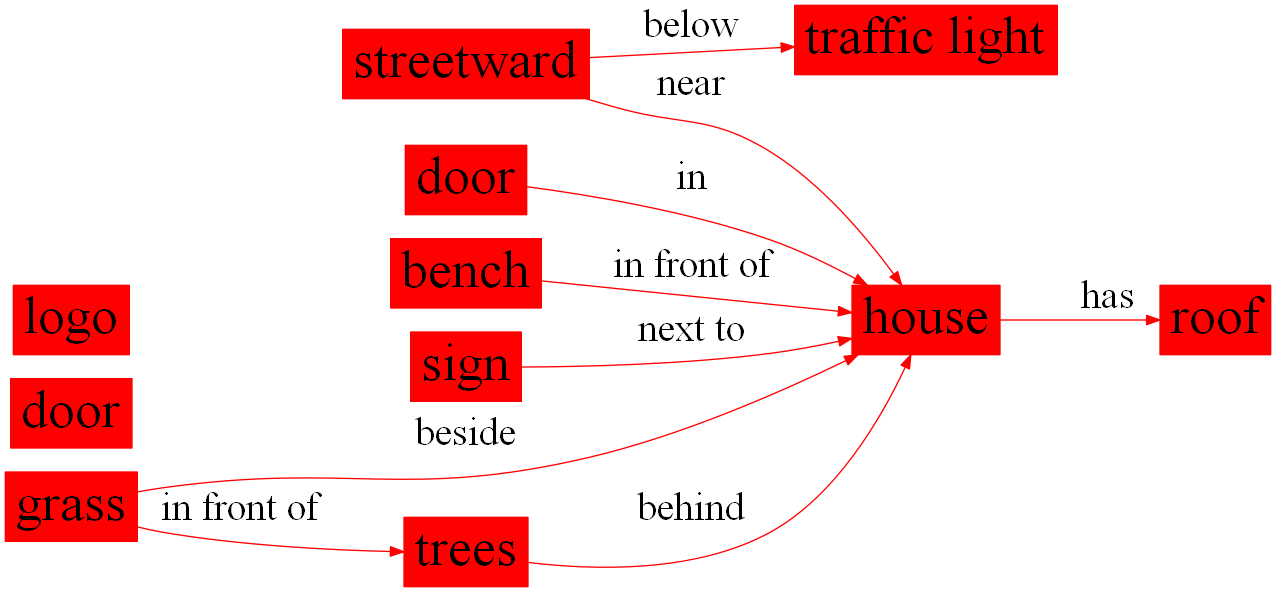 streetward
below
traffic light
near
door
in
bench
in front of
house
has
roof
logo
sign
next to
door
beside
grass
in front of
trees
behind